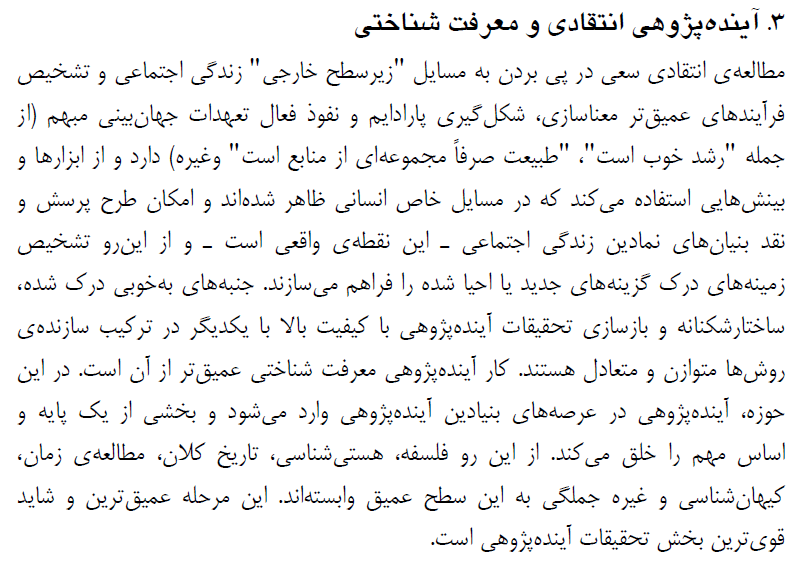 ۳. آینده‌پژوهی انتقادی و معرفت شناختی
مطالعه‌ی انتقادی سعی در پی بردن به مسایل "زیرسطح خارجی" زندگی اجتماعی و تشخیص
فرآیندهای عمیق‌تر معناسازی، شکل‌گیری پارادایم و نفوذ فعال تعهدات جهان‌بینی مبهم (از
جمله "رشد خوب است"، "طبیعت صرفاً مجموعه‌ای از منابع است" وغیره) دارد و از ابزارها و
بینش‌هایی استفاده می‌کند که در مسایل خاص انسانی ظاهر شده‌اند و امکان طرح پرسش و
نقد بنیان‌های نمادین زندگی اجتماعی ـ این نقطه‌ی واقعی است ـ و از این‌رو تشخیص
زمینه‌های درک گزینه‌های جدید یا احیا شده را فراهم می‌سازند. جنبه‌های به‌خوبی درک شده،
ساختارشکنانه و بازسازی تحقیقات آینده‌پژوهی با کیفیت بالا با یکدیگر در ترکیب سازنده‌ی
روش‌ها متوازن و متعادل هستند. کار آینده‌پژوهی معرفت شناختی عمیق‌تر از آن است. در این
حوزه، آینده‌پژوهی در عرصه‌های بنیادین آینده‌پژوهی وارد می‌شود و بخشی از یک پایه و
اساس مهم را خلق می‌کند. از این رو فلسفه، هستی‌شناسی، تاریخ کلان، مطالعه‌ی زمان،
کیهان‌شناسی و غیره جملگی به این سطح عمیق وابسته‌اند. این مرحله عمیق‌ترین و شاید
قوی‌ترین بخش تحقیقات آینده‌پژوهی است.